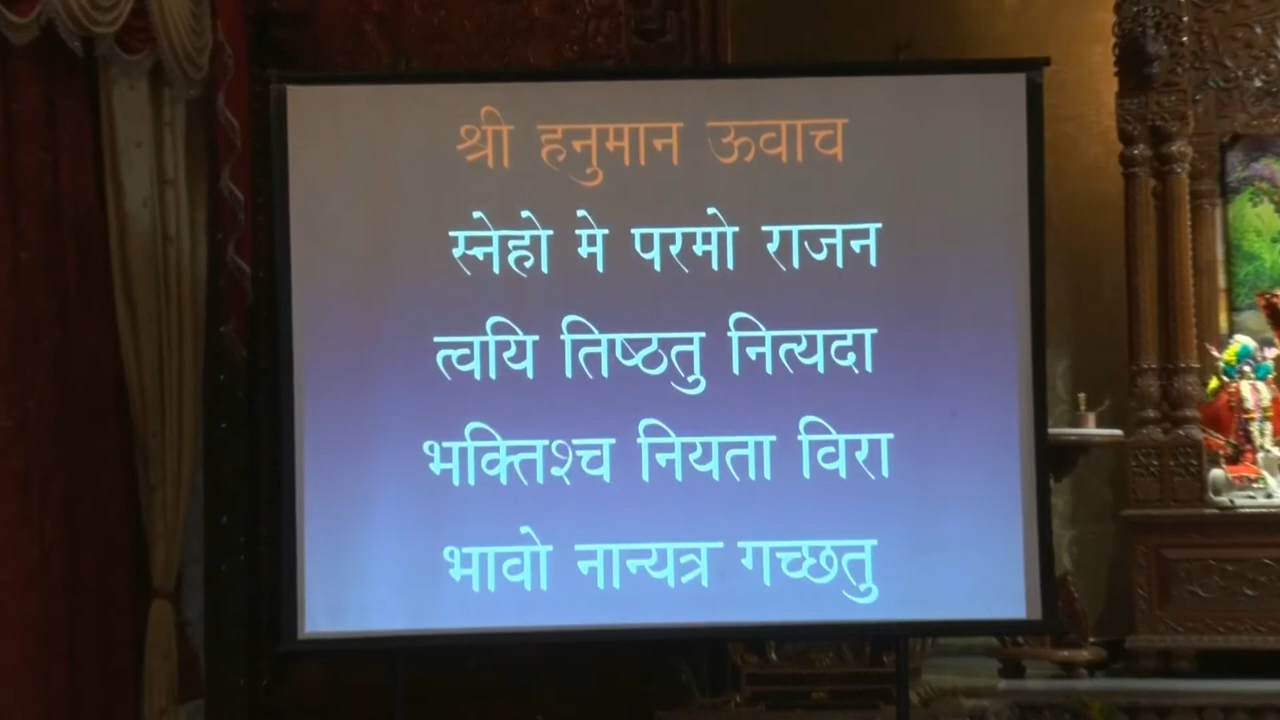 श्री हनुमान ऊवाच
स्नेहो मे परमो राजन
त्वयि तिष्ठतु नित्यदा
भक्तिश्च नियता विरा
भावो नान्यत्र गच्छतु